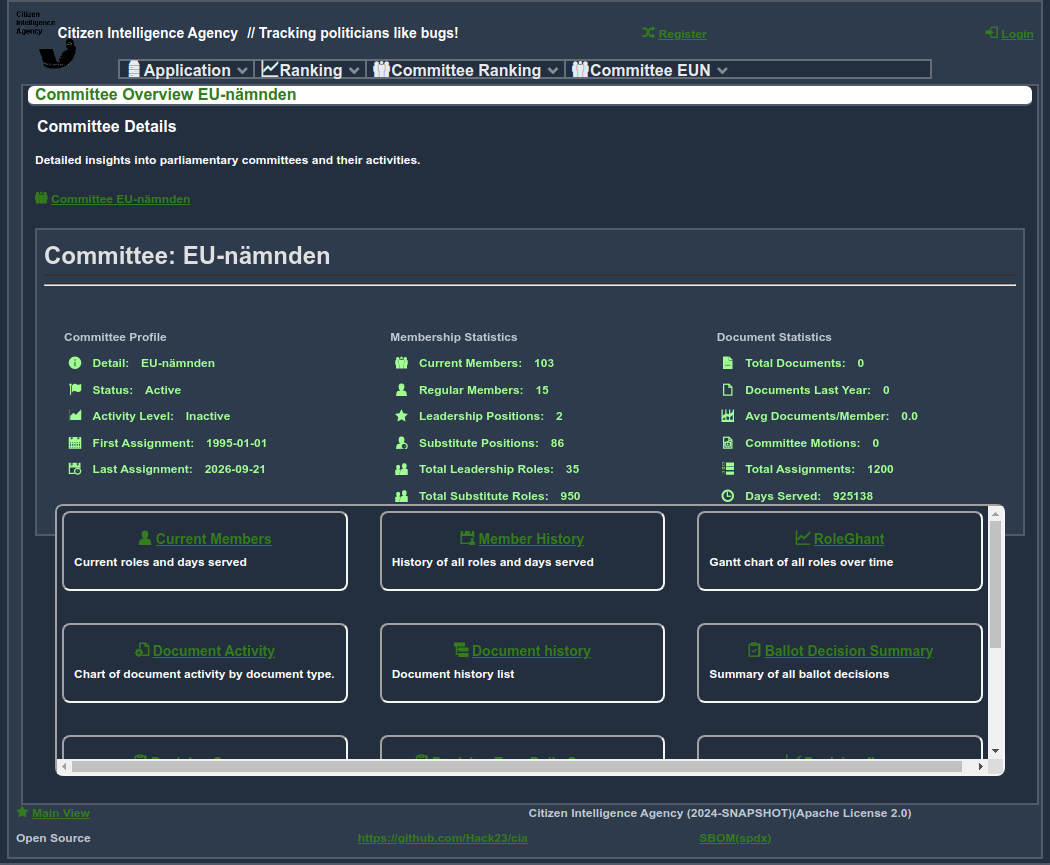 Citizen
Intelligence
Agency
Citizen Intelligence Agency // Tracking politicians like bugs!
Register
Login
Application
Ranking
Committee Ranking
Committee EUN
Committee Overview EU-nämnden
Committee Details
Detailed insights into parliamentary committees and their activities.
Committee EU-nämnden
Committee: EU-nämnden
Committee Profile
Detail: EU-nämnden
Status: Active
Activity Level: Inactive
First Assignment: 1995-01-01
Last Assignment: 2026-09-21
Membership Statistics
Current Members: 103
Regular Members: 15
Leadership Positions: 2
Substitute Positions: 86
Total Leadership Roles: 35
Total Substitute Roles: 950
Document Statistics
Total Documents: 0
Documents Last Year: 0
Avg Documents/Member: 0.0
Committee Motions: 0
Total Assignments: 1200
Days Served: 925138
Current Members
Current roles and days served
Member History
History of all roles and days served
RoleGhant
Gantt chart of all roles over time
Document Activity
Chart of document activity by document type.
Document history
Document history list
Ballot Decision Summary
Summary of all ballot decisions
Main View
Citizen Intelligence Agency (2024-SNAPSHOT)(Apache License 2.0)
Open Source
https://github.com/Hack23/cia
SBOM(spdx)